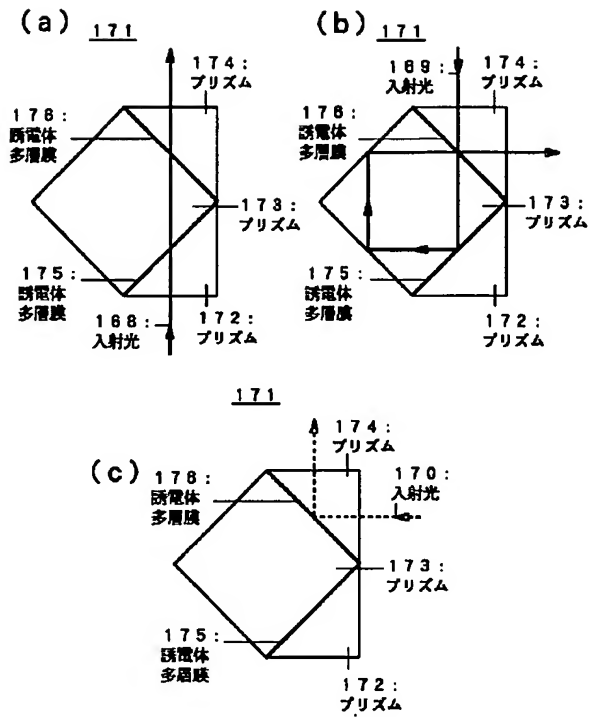 (a) 171
174:
プリズム
176:
誘電体
多層膜
173:
プリズム
175:
誘電体
多層膜
168:
入射光
172:
プリズム
(b) 171
169:
入射光
174:
プリズム
176:
誘電体
多層膜
173:
プリズム
175:
誘電体
多層膜
172:
プリズム
171
(c)
174:
プリズム
176:
誘電体
多層膜
170:
入射光
173:
プリズム
175:
誘電体
多層膜
172:
プリズム